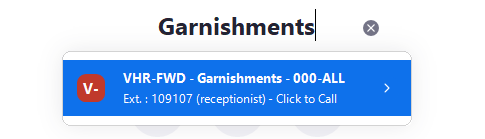 Garnishments
V-
VHR-FWD - Garnishments - 000-ALL
Ext. : 109107 (receptionist) - Click to Call